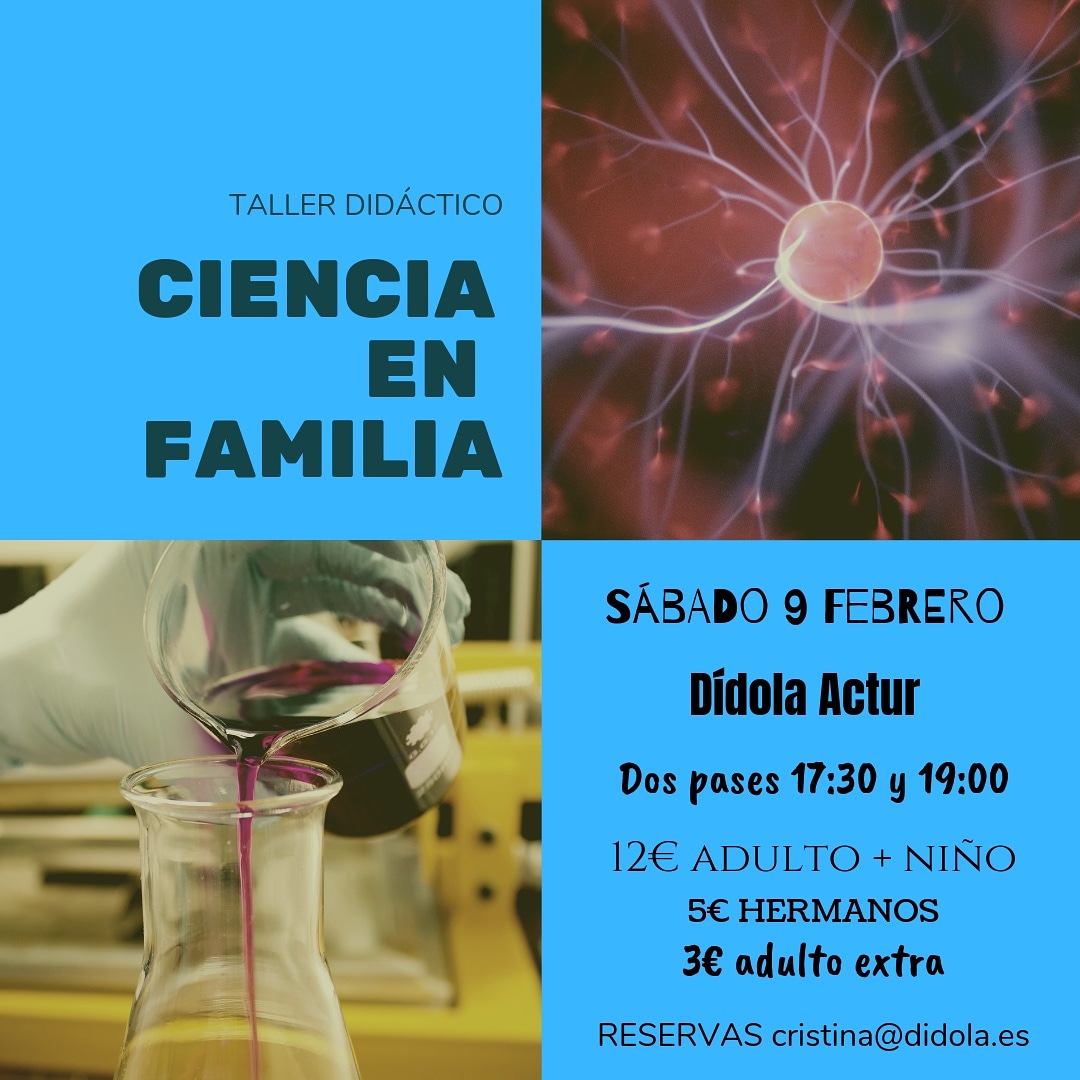 TALLER DIDÁCTICO
CIENCIA
EN
FAMILIA
SÁBADO 9 FEBRERO
Dídola Actur
Dos pases 17:30 y 19:00
12€ ADULTO + NIÑO
5€ HERMANOS
3€ adulto extra
RESERVAS cristina@didola.es